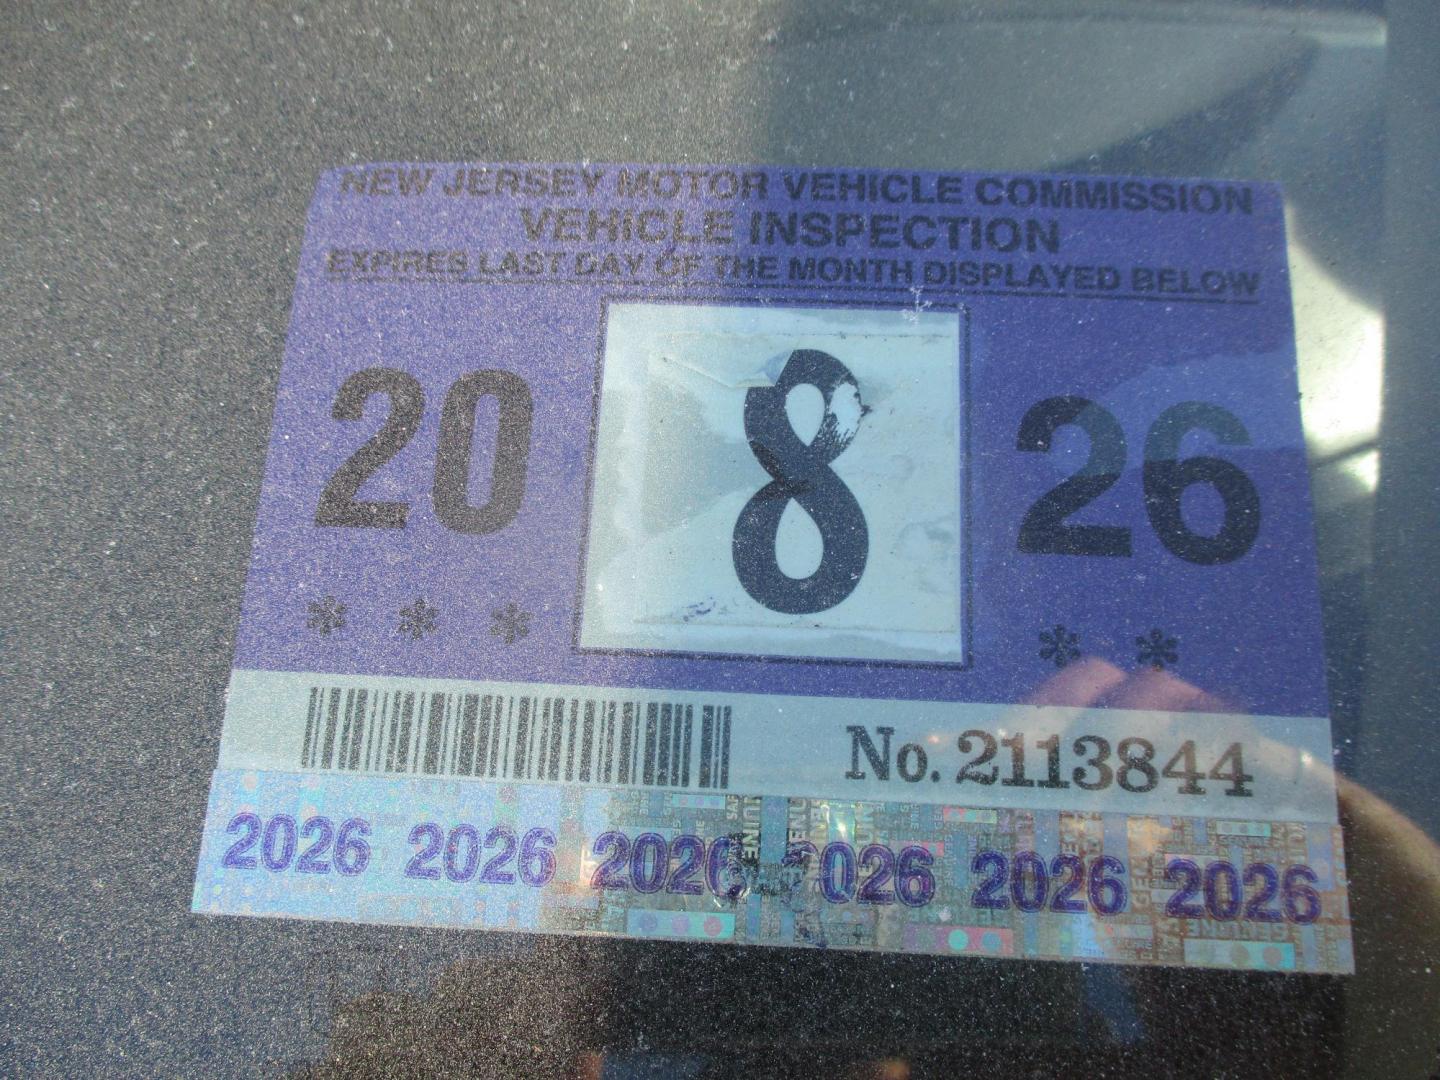 NEW JERSEY MOTOR VEHICLE COMMISSION
VEHICLE INSPECTION
EXPIRES LAST DAY OF THE MONTH DISPLAYED BELOW
20 8 26
*** **
No. 2113844
2026 2026 2026 2026 2026 2026
GENUINE